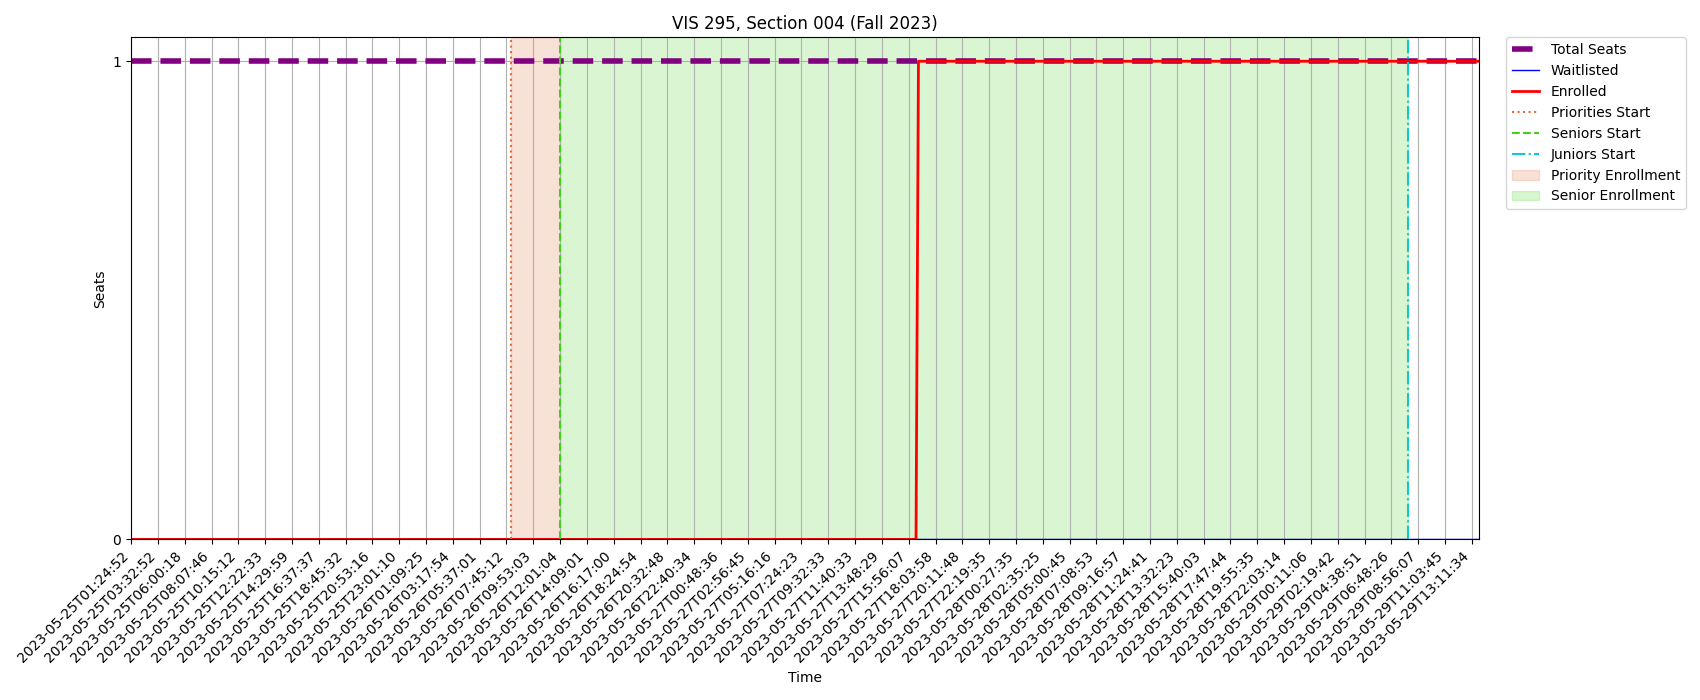 VIS 295, Section 004 (Fall 2023)
Total Seats
Waitlisted
Enrolled
Priorities Start
Seniors Start
Juniors Start
Priority Enrollment
Senior Enrollment
Seats
1
0
2023-05-25T01:24:52
2023-05-25T03:32:52
2023-05-25T06:00:18
2023-05-25T08:07:46
2023-05-25T10:15:12
2023-05-25T12:22:33
2023-05-25T14:29:59
2023-05-25T16:37:37
2023-05-25T18:45:32
2023-05-25T20:53:16
2023-05-25T23:01:10
2023-05-26T01:09:25
2023-05-26T03:17:54
2023-05-26T05:37:01
2023-05-26T07:45:12
2023-05-26T09:53:03
2023-05-26T12:01:04
2023-05-26T14:09:01
2023-05-26T16:17:00
2023-05-26T18:24:54
2023-05-26T20:32:48
2023-05-26T22:40:34
2023-05-27T00:48:36
2023-05-27T02:56:45
2023-05-27T05:16:16
2023-05-27T07:24:23
2023-05-27T09:32:33
2023-05-27T11:40:33
2023-05-27T13:48:29
2023-05-27T15:56:07
2023-05-27T18:03:58
2023-05-27T20:11:48
2023-05-27T22:19:35
2023-05-28T00:27:35
2023-05-28T02:35:25
2023-05-28T05:00:45
2023-05-28T07:08:53
2023-05-28T09:16:57
2023-05-28T11:24:41
2023-05-28T13:32:23
2023-05-28T15:40:03
2023-05-28T17:47:44
2023-05-28T19:55:35
2023-05-28T22:03:14
2023-05-29T00:11:06
2023-05-29T02:19:42
2023-05-29T04:38:51
2023-05-29T06:48:26
2023-05-29T08:56:07
2023-05-29T11:03:45
2023-05-29T13:11:34
Time